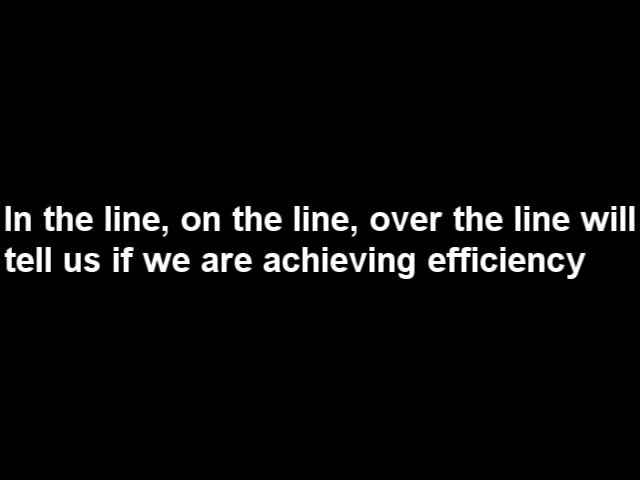 In the line, on the line, over the line will
tell us if we are achieving efficiency